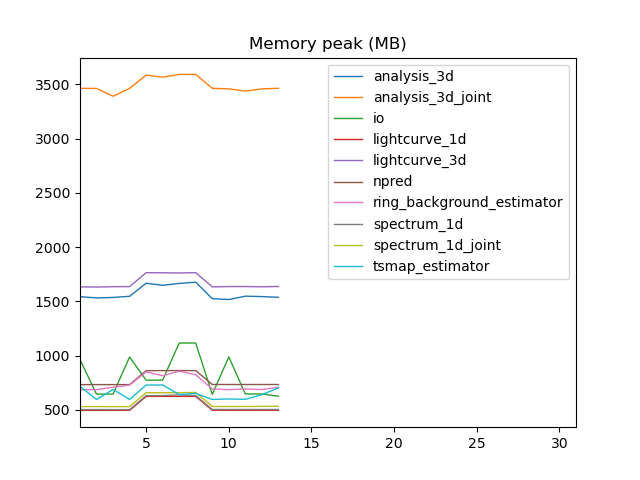 Memory peak (MB)
3500
3000
2500
2000
1500
1000
500
analysis_3d
analysis_3d_joint
io
lightcurve_1d
lightcurve_3d
npred
ring_background_estimator
spectrum_1d
spectrum_1d_joint
tsmap_estimator
5
10
15
20
25
30